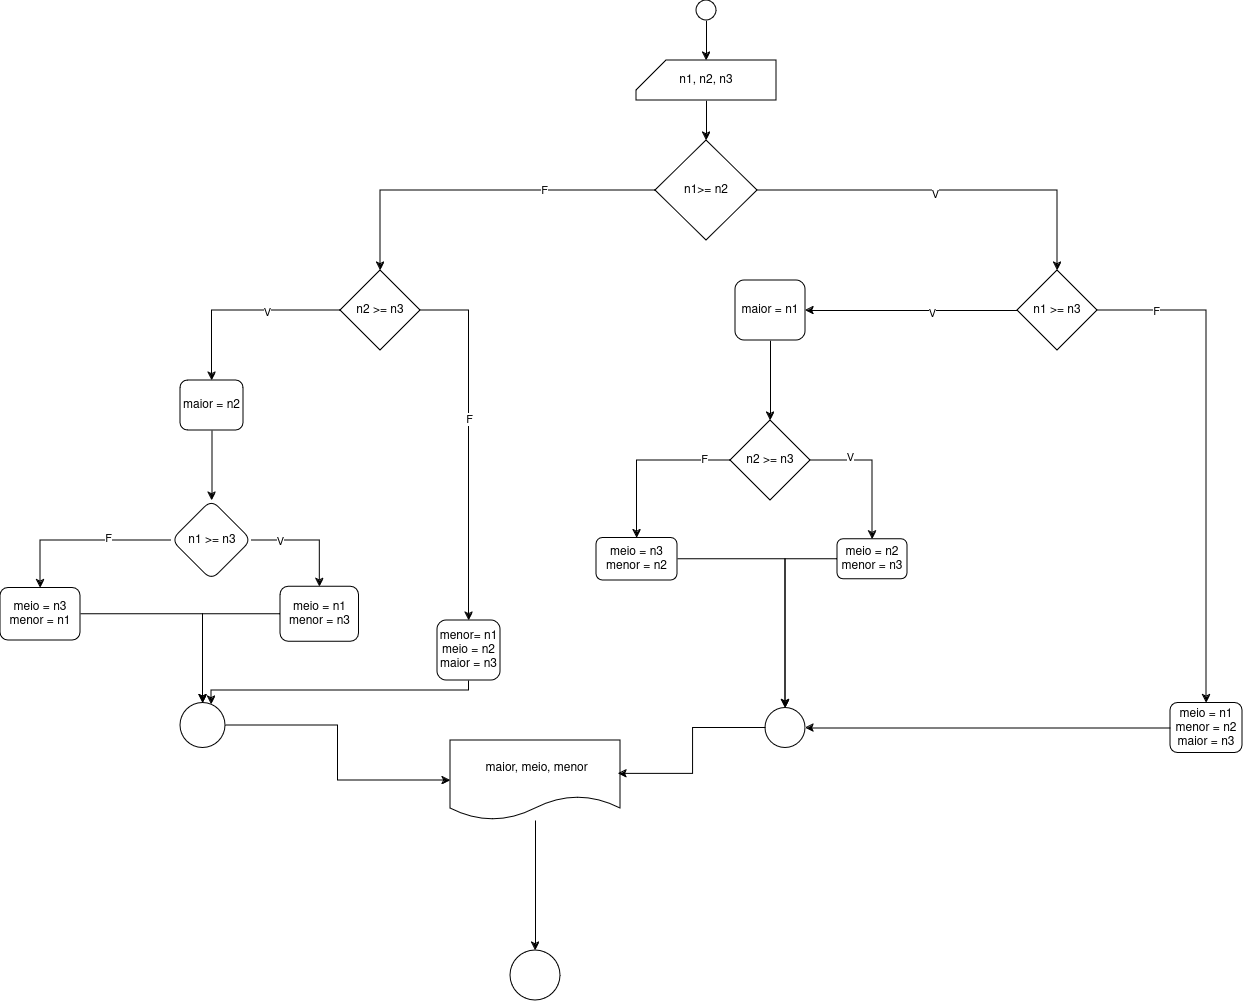 n1, n2, n3
n1>= n2
F
V
n2 >= n3
V
F
maior = n1
V
n1 >= n3
F
maior = n2
n2 >= n3
F
V
n1 >= n3
F
V
meio = n3
menor = n2
meio = n2
menor = n3
meio = n3
menor = n1
meio = n1
menor = n3
menor= n1
meio = n2
maior = n3
meio = n1
menor = n2
maior = n3
maior, meio, menor